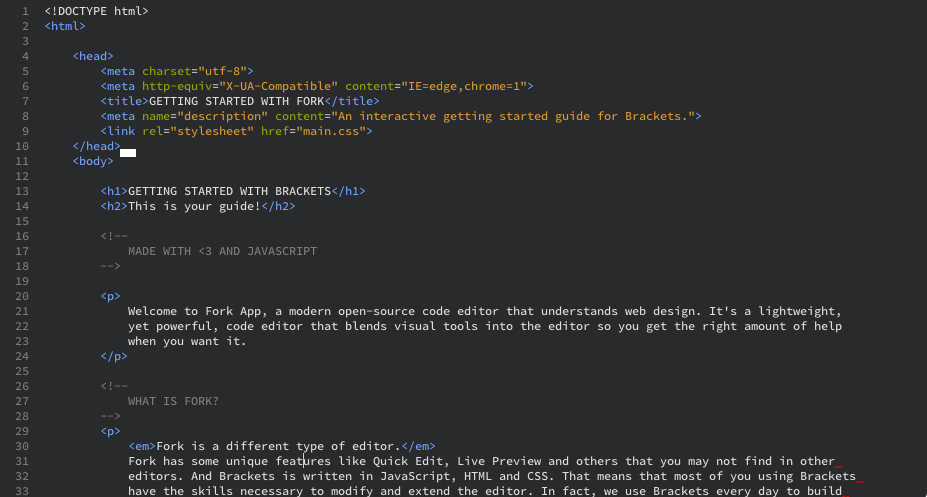 1 <!DOCTYPE html>
2 <html>
3
4 <head>
5 <meta charset="utf-8">
6 <meta http-equiv="X-UA-Compatible" content="IE=edge,chrome=1">
7 <title>GETTING STARTED WITH FORK</title>
8 <meta name="description" content="An interactive getting started guide for Brackets.">
9 <link rel="stylesheet" href="main.css">
10 </head>
11 <body>
12
13 <h1>GETTING STARTED WITH BRACKETS</h1>
14 <h2>This is your guide!</h2>
15
16 <!--
17 MADE WITH <3 AND JAVASCRIPT
18 -->
19
20 <p>
21 Welcome to Fork App, a modern open-source code editor that understands web design. It's a lightweight,
22 yet powerful, code editor that blends visual tools into the editor so you get the right amount of help
23 when you want it.
24 </p>
25
26 <!--
27 WHAT IS FORK?
28 -->
29 <p>
30 <em>Fork is a different type of editor.</em>
31 Fork has some unique features like Quick Edit, Live Preview and others that you may not find in other
32 editors. And Brackets is written in JavaScript, HTML and CSS. That means that most of you using Brackets
33 have the skills necessary to modify and extend the editor. In fact, we use Brackets every day to build